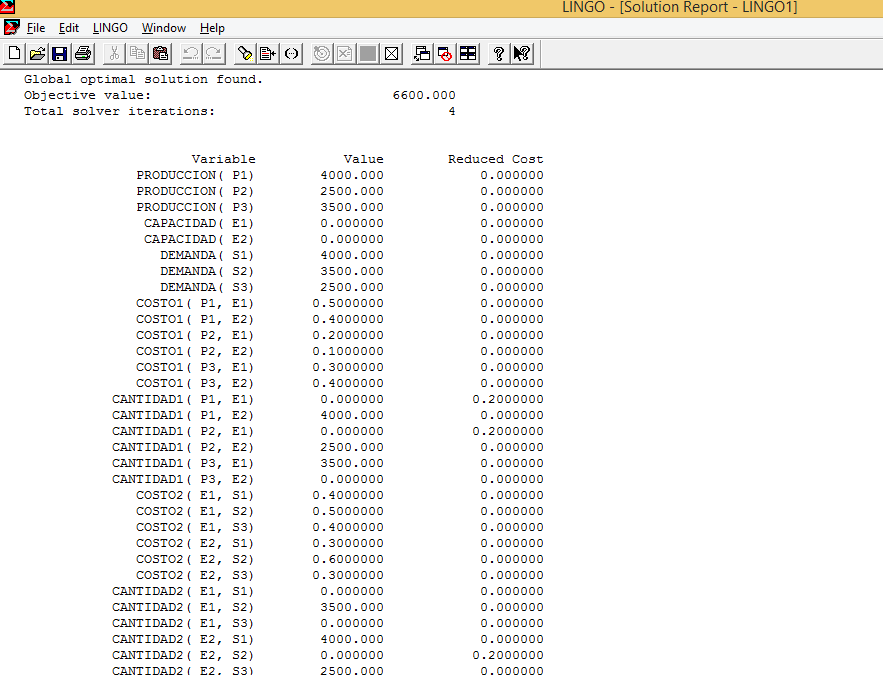 LINGO - [Solution Report - LINGO1]
File Edit LINGO Window Help
Global optimal solution found.
Objective value: 6600.000
Total solver iterations: 4
Variable Value Reduced Cost
PRODUCCION( P1) 4000.000 0.000000
PRODUCCION( P2) 2500.000 0.000000
PRODUCCION( P3) 3500.000 0.000000
CAPACIDAD( E1) 0.000000 0.000000
CAPACIDAD( E2) 0.000000 0.000000
DEMANDA( S1) 4000.000 0.000000
DEMANDA( S2) 3500.000 0.000000
DEMANDA( S3) 2500.000 0.000000
COSTO1( P1, E1) 0.5000000 0.000000
COSTO1( P1, E2) 0.4000000 0.000000
COSTO1( P2, E1) 0.2000000 0.000000
COSTO1( P2, E2) 0.1000000 0.000000
COSTO1( P3, E1) 0.3000000 0.000000
COSTO1( P3, E2) 0.4000000 0.000000
CANTIDAD1( P1, E1) 0.000000 0.2000000
CANTIDAD1( P1, E2) 4000.000 0.000000
CANTIDAD1( P2, E1) 0.000000 0.2000000
CANTIDAD1( P2, E2) 2500.000 0.000000
CANTIDAD1( P3, E1) 3500.000 0.000000
CANTIDAD1( P3, E2) 0.000000 0.000000
COSTO2( E1, S1) 0.4000000 0.000000
COSTO2( E1, S2) 0.5000000 0.000000
COSTO2( E1, S3) 0.4000000 0.000000
COSTO2( E2, S1) 0.3000000 0.000000
COSTO2( E2, S2) 0.6000000 0.000000
COSTO2( E2, S3) 0.3000000 0.000000
CANTIDAD2( E1, S1) 0.000000 0.000000
CANTIDAD2( E1, S2) 3500.000 0.000000
CANTIDAD2( E1, S3) 0.000000 0.000000
CANTIDAD2( E2, S1) 4000.000 0.000000
CANTIDAD2( E2, S2) 0.000000 0.2000000
CANTIDAD2( E2, S3) 2500.000 0.000000